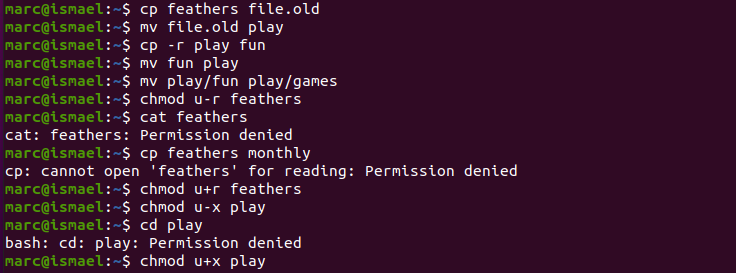 marc@ismael:~$ cp feathers file.old
marc@ismael:~$ mv file.old play
marc@ismael:~$ cp -r play fun
marc@ismael:~$ mv fun play
marc@ismael:~$ mv play/fun play/games
marc@ismael:~$ chmod u-r feathers
marc@ismael:~$ cat feathers
cat: feathers: Permission denied
marc@ismael:~$ cp feathers monthly
cp: cannot open 'feathers' for reading: Permission denied
marc@ismael:~$ chmod u+r feathers
marc@ismael:~$ chmod u-x play
marc@ismael:~$ cd play
bash: cd: play: Permission denied
marc@ismael:~$ chmod u+x play